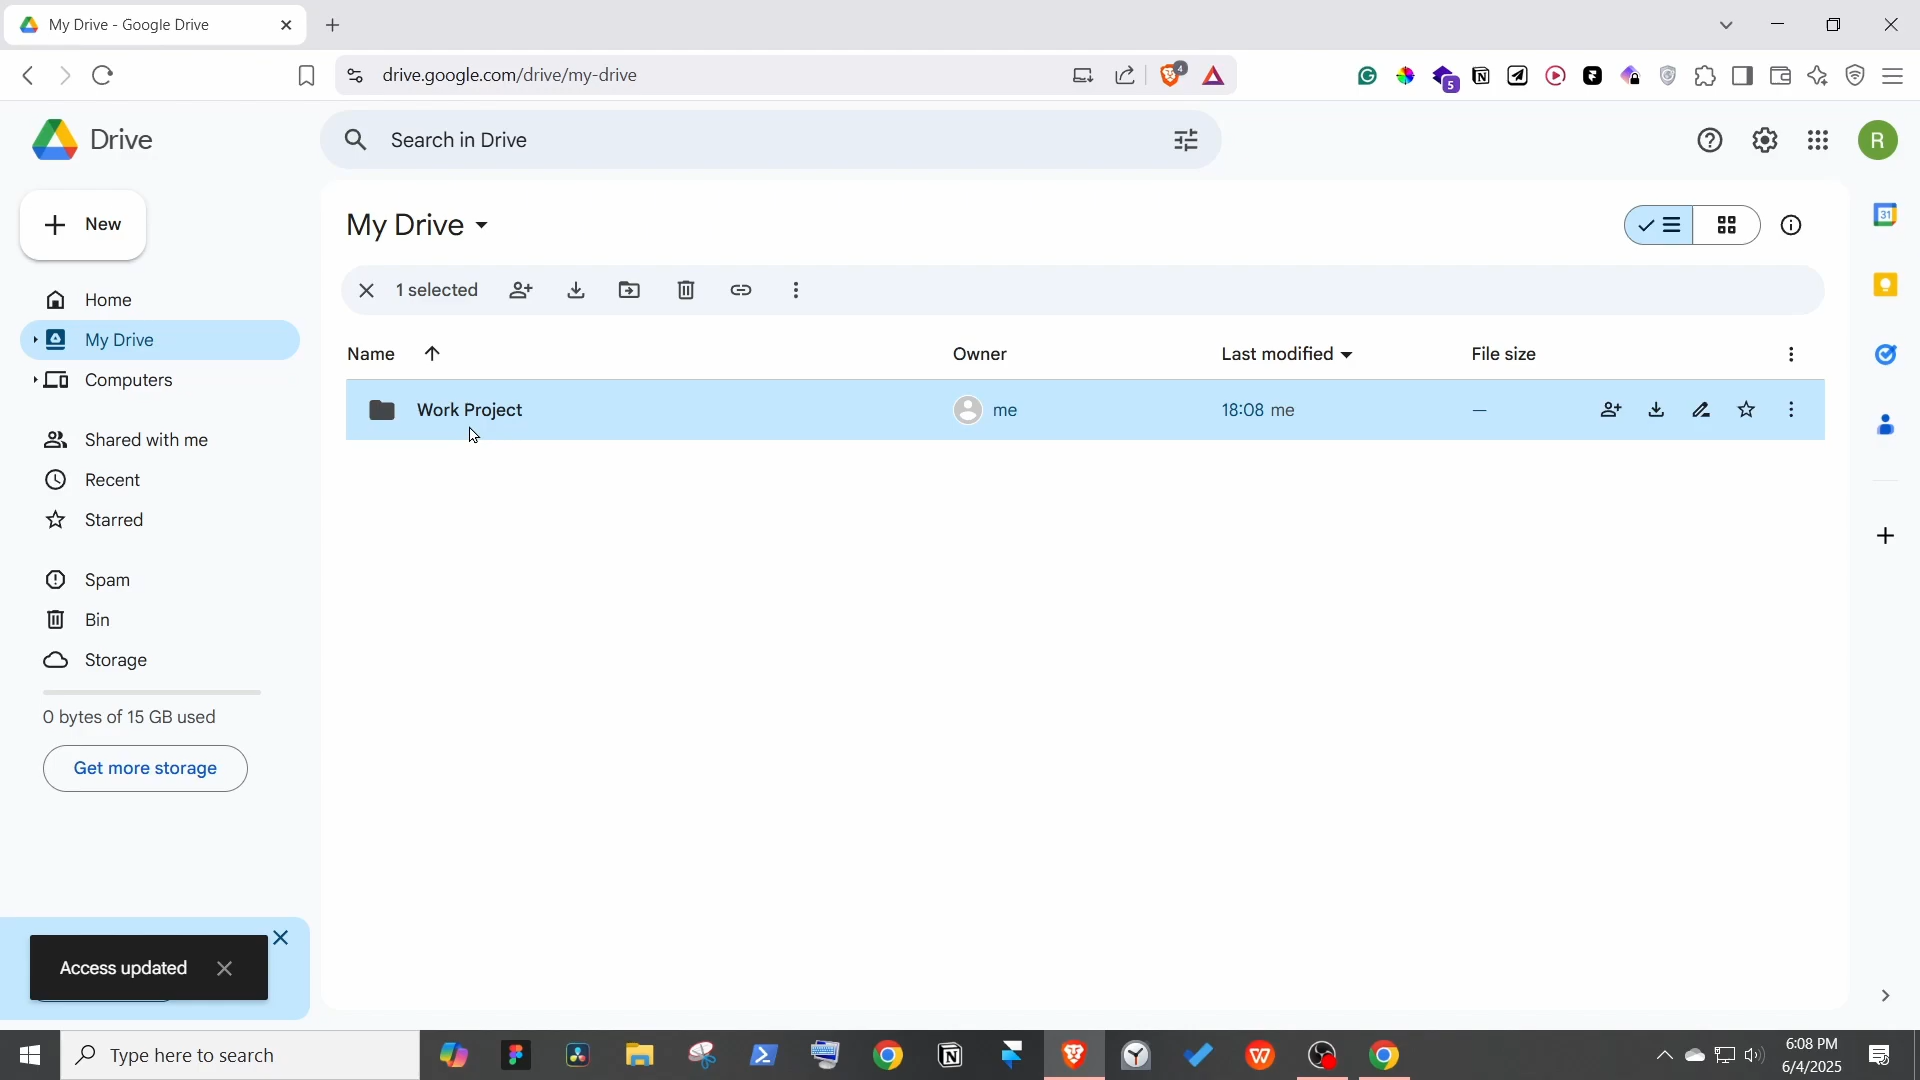 My Drive - Google Drive
drive.google.com/drive/my-drive
4
5
Drive
Search in Drive
R
New
My Drive
31
1 selected
Home
My Drive
Computers
Name
Owner
Last modified
File size
Work Project
me
18:08 me
—
Shared with me
Recent
Starred
Spam
Bin
Storage
0 bytes of 15 GB used
Get more storage
Access updated
Type here to search
6:08 PM
6/4/2025